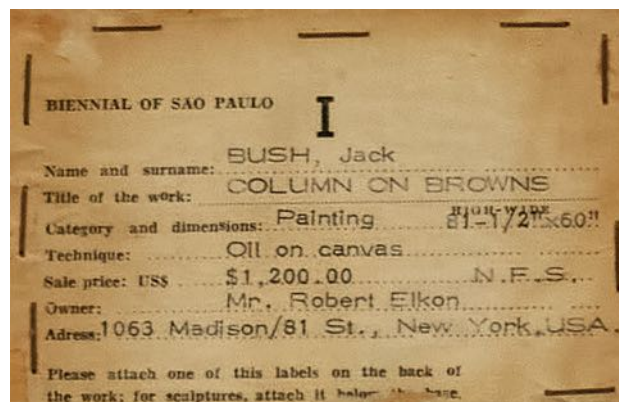 BIENNIAL OF SAO PAULO
I
Name and surname: BUSH, Jack
Title of the work: COLUMN ON BROWNS
HIGH-WIDE
Category and dimensions: Painting 81-1/2"x60"
Technique: Oil on canvas
Sale price: US$ $1,200.00 N.F.S.
Owner: Mr. Robert Elkon
Adress: 1063 Madison/81 St., New York,USA.
Please attach one of this labels on the back of
the work; for sculptures, attach it below the base.